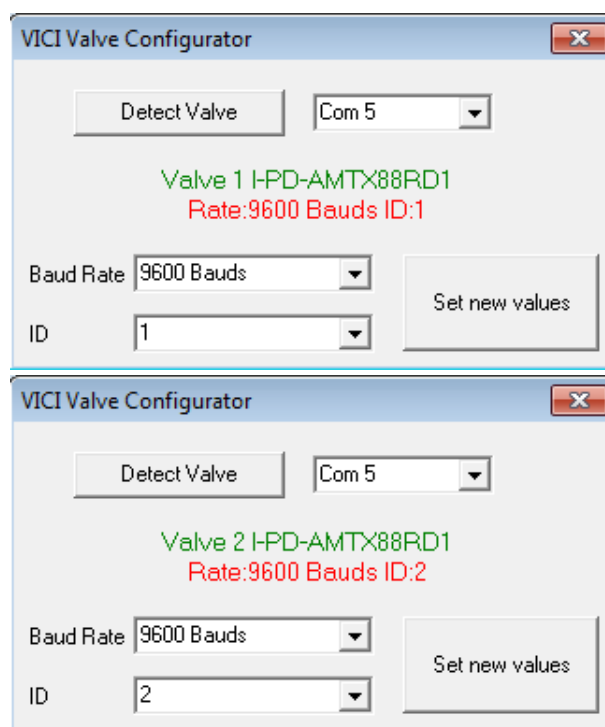 VICI Valve Configurator
Detect Valve Com 5
Valve 1 I-PD-AMTX88RD1
Rate:9600 Bauds ID:1
Baud Rate 9600 Bauds
Set new values
ID 1
VICI Valve Configurator
Detect Valve Com 5
Valve 2 I-PD-AMTX88RD1
Rate:9600 Bauds ID:2
Baud Rate 9600 Bauds
Set new values
ID 2